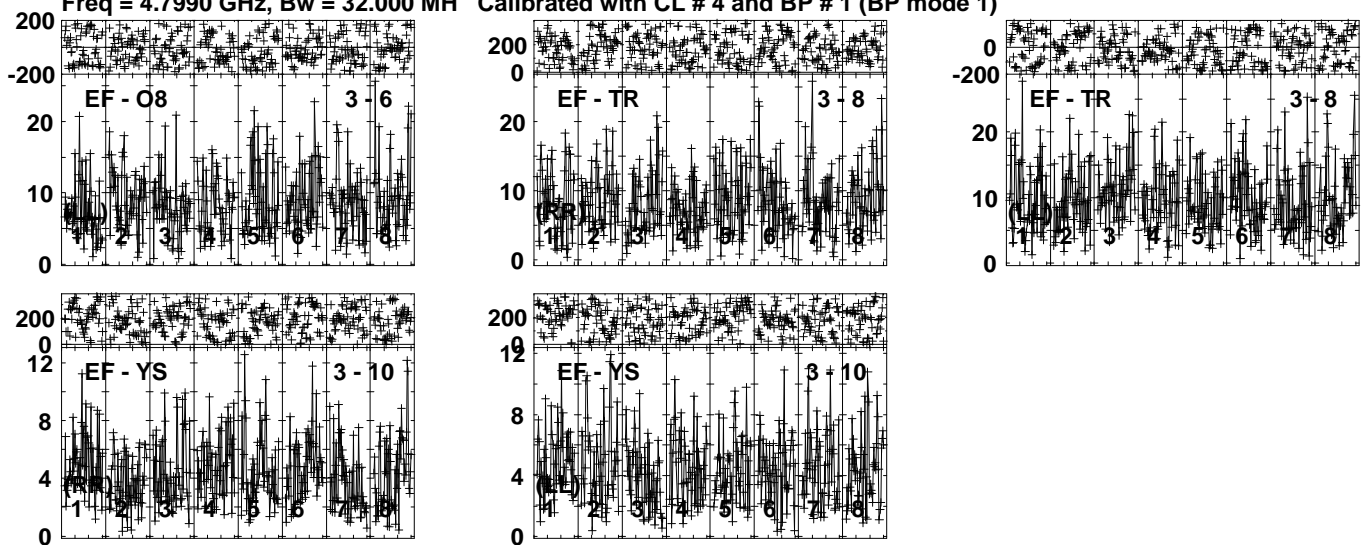 Freq = 4.7990 GHz, Bw = 32.000 MH Calibrated with CL # 4 and BP # 1 (BP mode 1)
200
0
-200
EF - O8 3 - 6
20
10
0
(LL)
1 2 3 4 5 6 7 8
200
0
EF - TR 3 - 8
20
10
0
(RR)
1 2 3 4 5 6 7 8
0
-200
EF - TR 3 - 8
20
10
0
(LL)
1 2 3 4 5 6 7 8
200
0
EF - YS 3 - 10
12
8
4
0
(RR)
1 2 3 4 5 6 7 8
200
0
EF - YS 3 - 10
12
8
4
0
(LL)
1 2 3 4 5 6 7 8